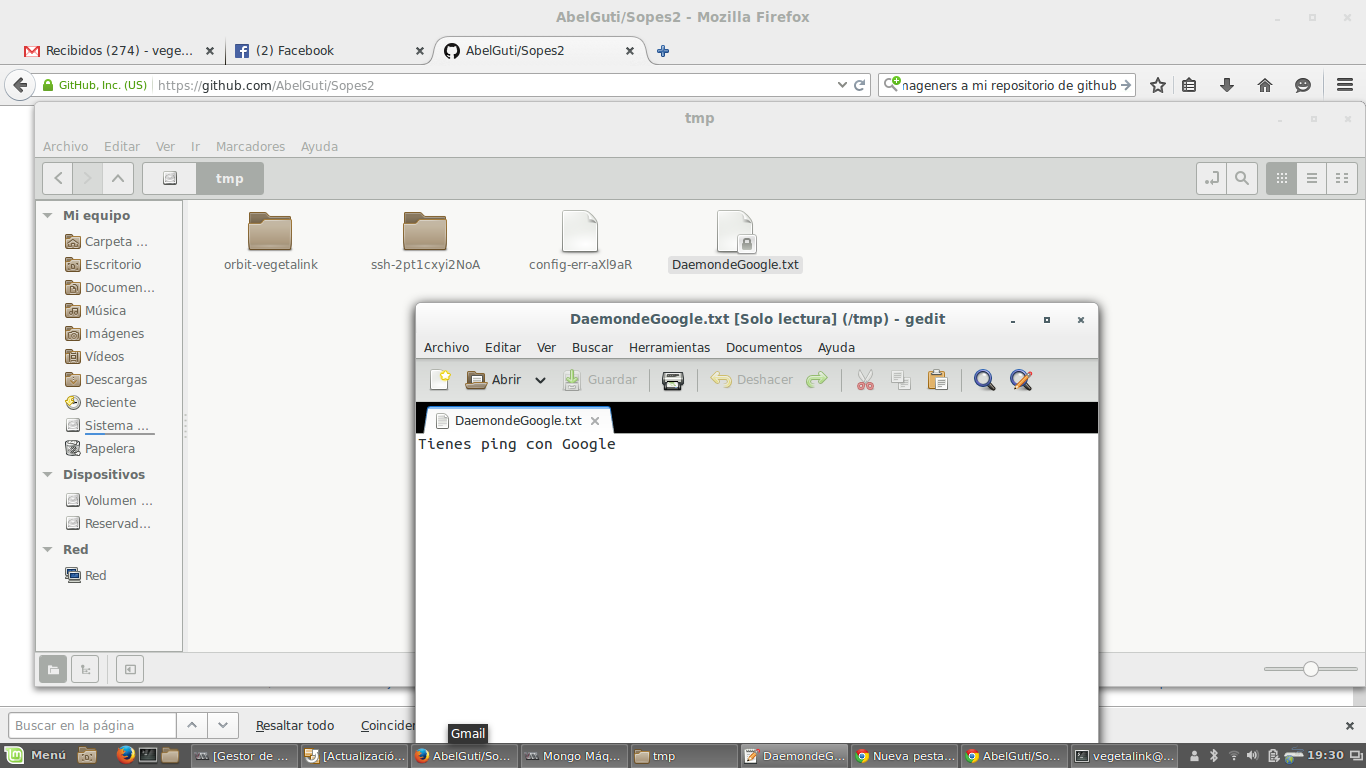 AbelGuti/Sopes2 - Mozilla Firefox
Recibidos (274) - vege...
(2) Facebook
AbelGuti/Sopes2
GitHub, Inc. (US)
https://github.com/AbelGuti/Sopes2
nageners a mi repositorio de github
tmp
Archivo Editar Ver Ir Marcadores Ayuda
tmp
Mi equipo
Carpeta ...
Escritorio
Documen...
Música
Imágenes
Vídeos
Descargas
Reciente
Sistema ...
Papelera
Dispositivos
Volumen ...
Reservad...
Red
Red
orbit-vegetalink
ssh-2pt1cxyi2NoA
config-err-aXl9aR
DaemondeGoogle.txt
DaemondeGoogle.txt [Solo lectura] (/tmp) - gedit
Archivo Editar Ver Buscar Herramientas Documentos Ayuda
Abrir Guardar Deshacer
DaemondeGoogle.txt
Tienes ping con Google
Buscar en la página
Resaltar todo
Gmail
Menú
[Gestor de ...
[Actualizació...
AbelGuti/So...
Mongo Máq...
tmp
DaemondeG...
Nueva pesta...
AbelGuti/So...
vegetalink@...
19:30